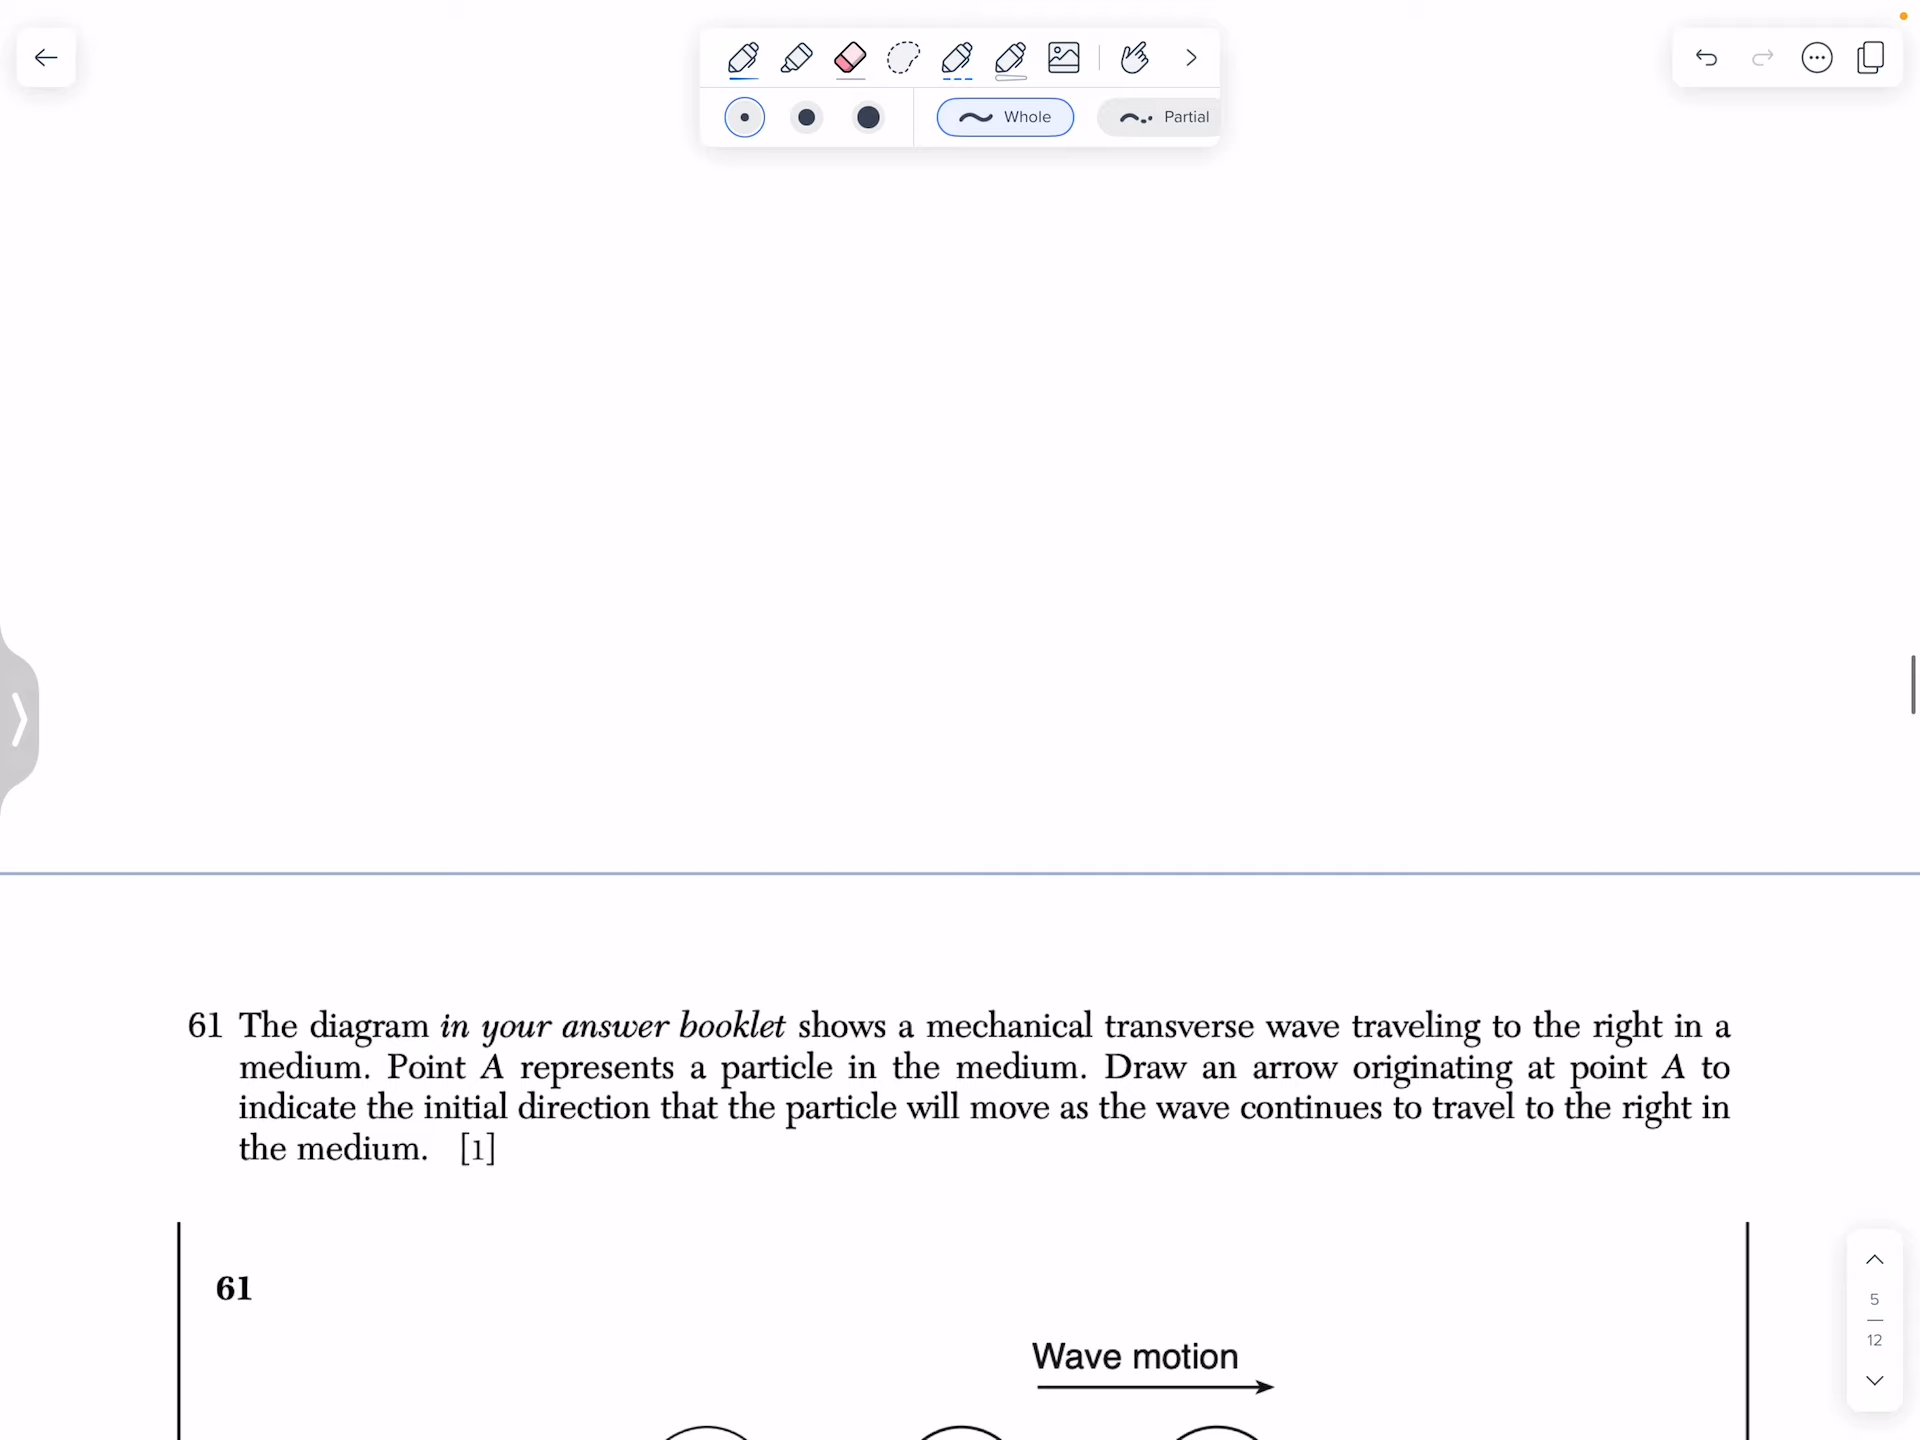 Whole Partial
61 The diagram in your answer booklet shows a mechanical transverse wave traveling to the right in a
medium. Point A represents a particle in the medium. Draw an arrow originating at point A to
indicate the initial direction that the particle will move as the wave continues to travel to the right in
the medium. [1]
61
Wave motion
5
12